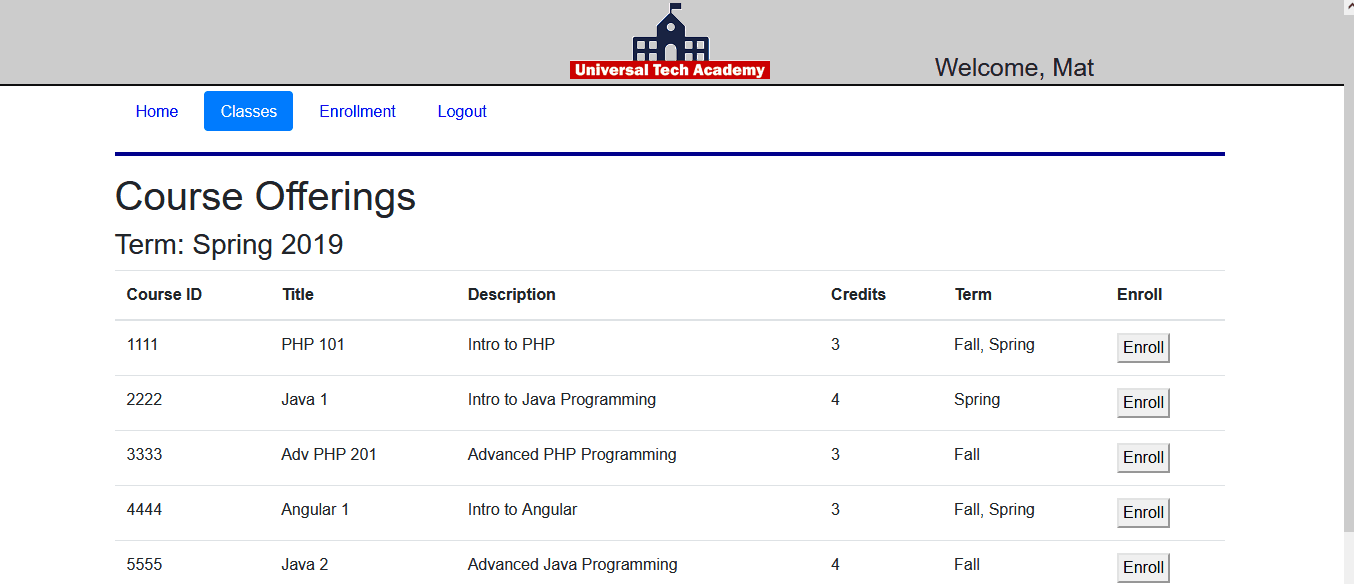 Universal Tech Academy
Welcome, Mat
Home Classes Enrollment Logout
Course Offerings
Term: Spring 2019
Course ID Title Description Credits Term Enroll
1111 PHP 101 Intro to PHP 3 Fall, Spring Enroll
2222 Java 1 Intro to Java Programming 4 Spring Enroll
3333 Adv PHP 201 Advanced PHP Programming 3 Fall Enroll
4444 Angular 1 Intro to Angular 3 Fall, Spring Enroll
5555 Java 2 Advanced Java Programming 4 Fall Enroll